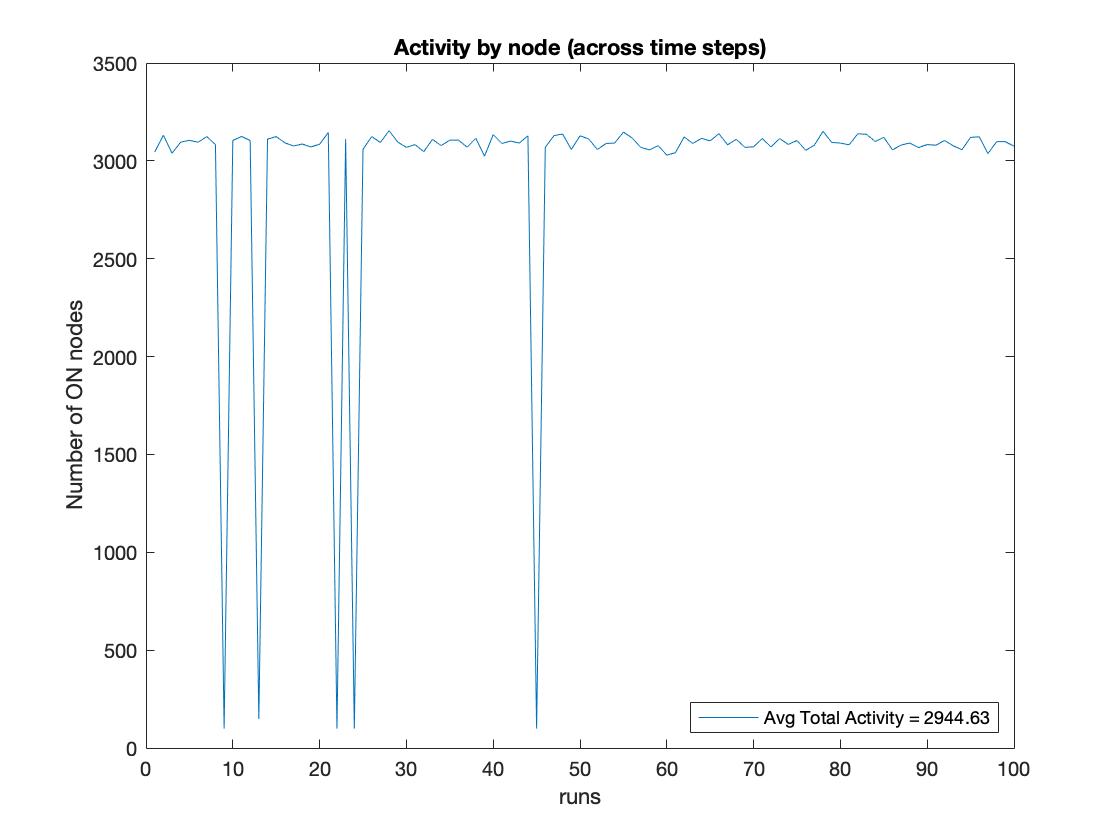 Activity by node (across time steps)
3500
3000
2500
2000
1500
1000
500
0
Number of ON nodes
0 10 20 30 40 50 60 70 80 90 100
runs
Avg Total Activity = 2944.63